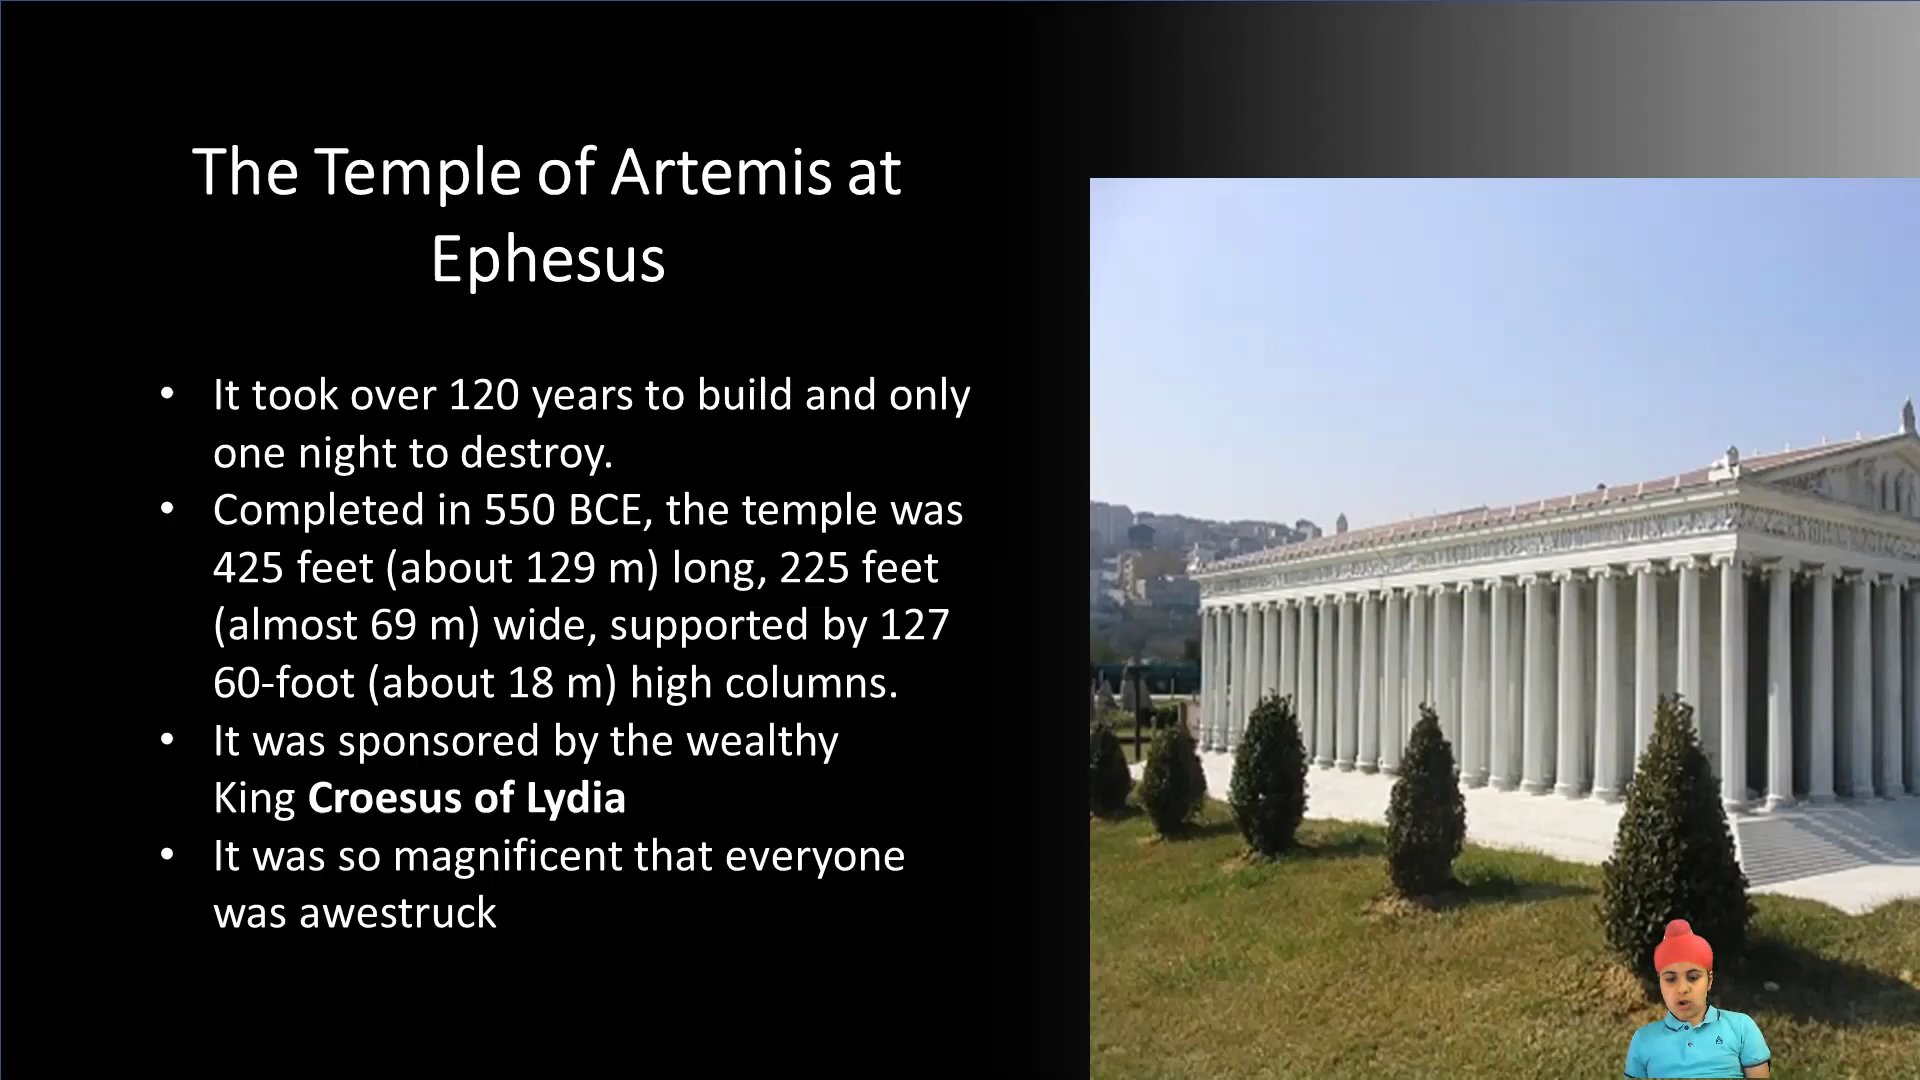 The Temple of Artemis at
Ephesus
• It took over 120 years to build and only
one night to destroy.
• Completed in 550 BCE, the temple was
425 feet (about 129 m) long, 225 feet
(almost 69 m) wide, supported by 127
60-foot (about 18 m) high columns.
• It was sponsored by the wealthy
King Croesus of Lydia
• It was so magnificent that everyone
was awestruck